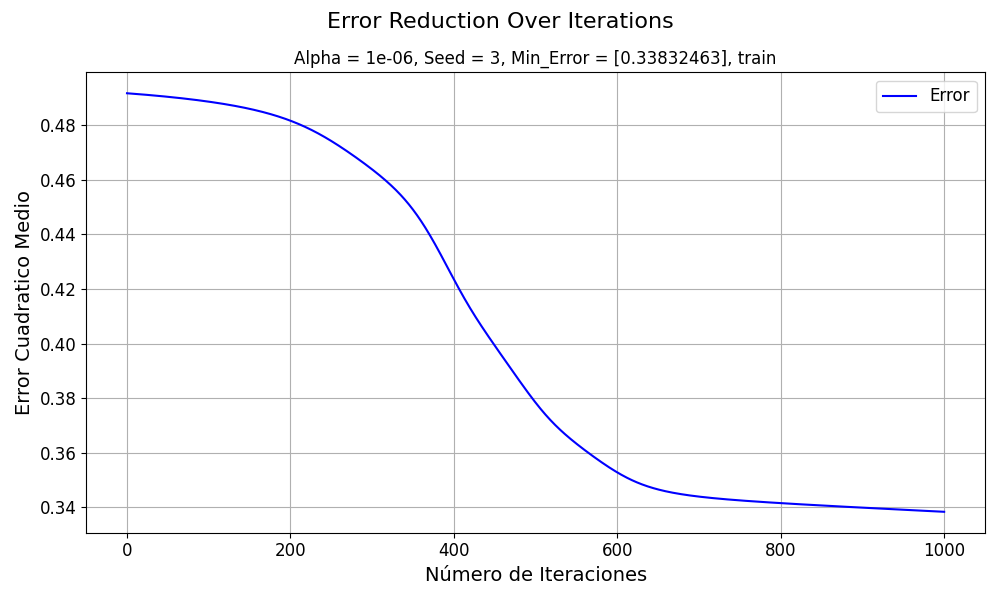 Error Reduction Over Iterations
Alpha = 1e-06, Seed = 3, Min_Error = [0.33832463], train
Error
Error Cuadratico Medio
0.48
0.46
0.44
0.42
0.40
0.38
0.36
0.34
0
200
400
600
800
1000
Número de Iteraciones